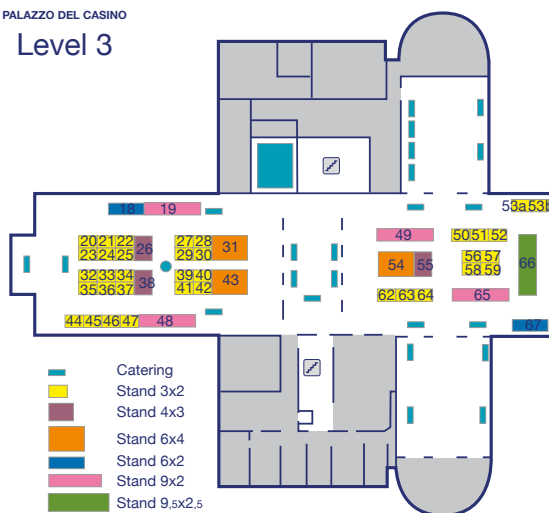 PALAZZO DEL CASINO
Level 3
18 19
53a 53b
49 50 51 52
20 21 22 26 27 28 31
23 24 25 29 30
56 57
54 55 58 59 66
32 33 34 38 39 40 43
35 36 37 41 42
62 63 64 65
44 45 46 47 48
67
Catering
Stand 3x2
Stand 4x3
Stand 6x4
Stand 6x2
Stand 9x2
Stand 9,5x2,5